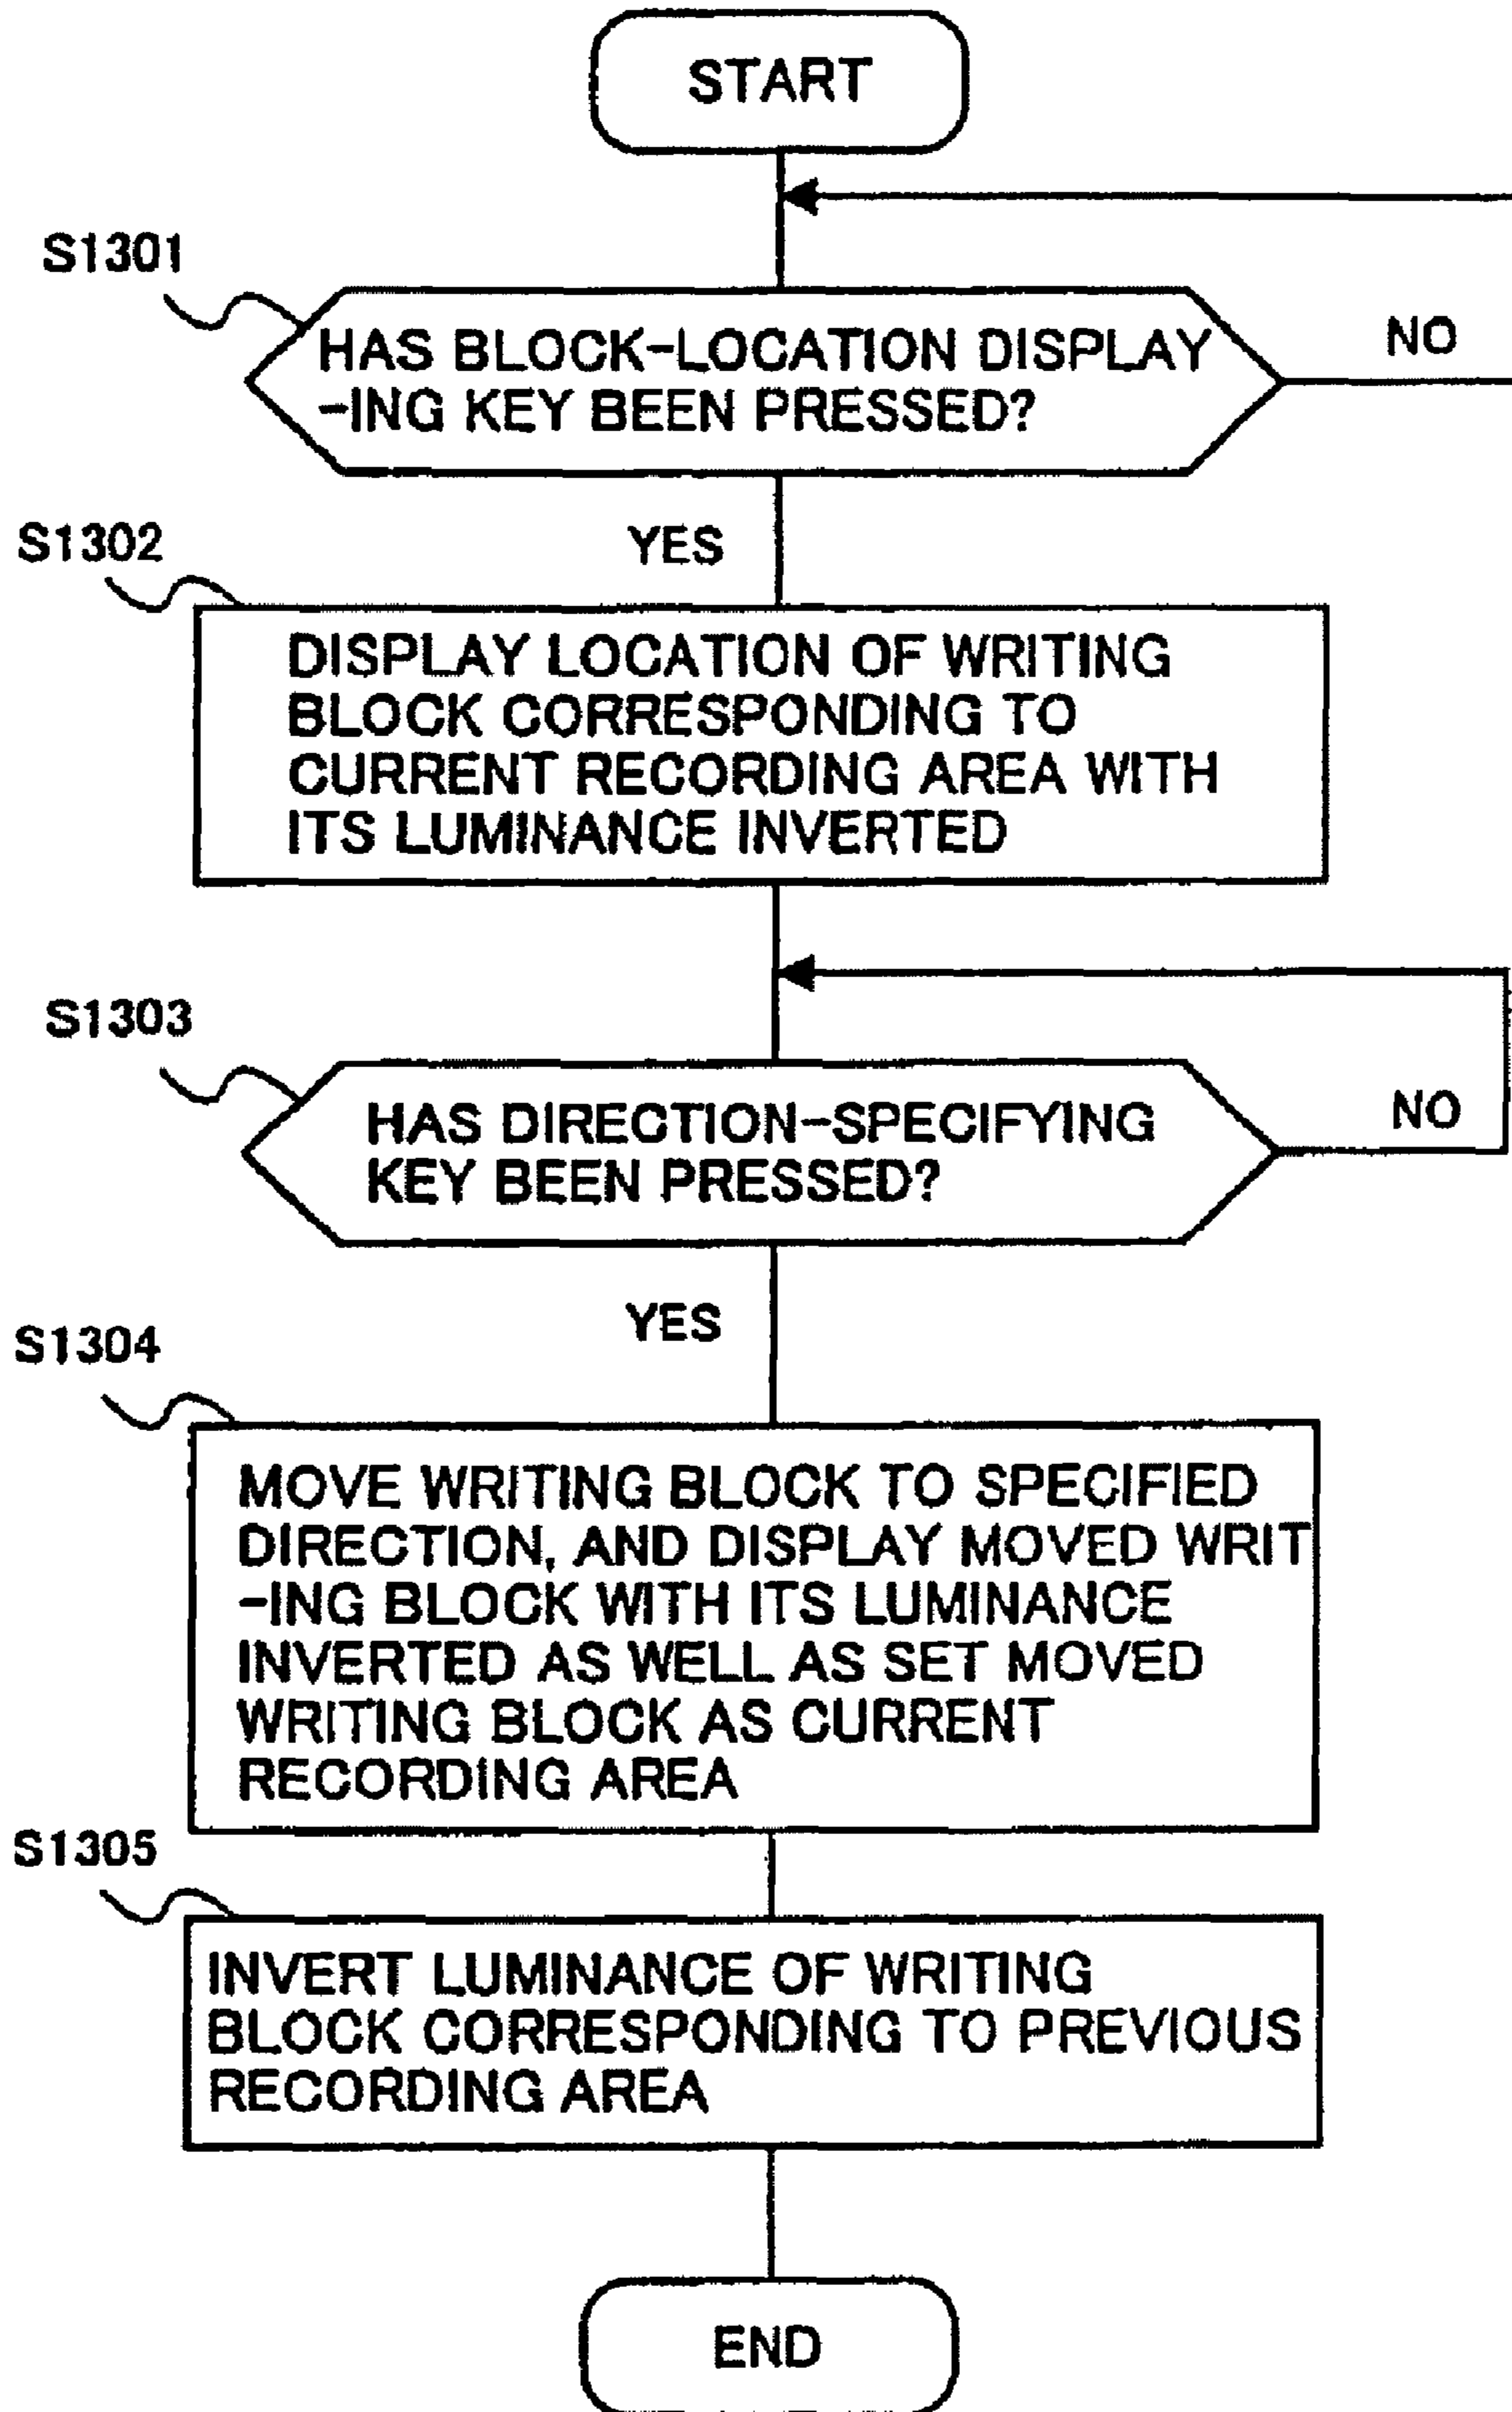 START
S1301
HAS BLOCK-LOCATION DISPLAY
-ING KEY BEEN PRESSED?
NO
YES
S1302
DISPLAY LOCATION OF WRITING
BLOCK CORRESPONDING TO
CURRENT RECORDING AREA WITH
ITS LUMINANCE INVERTED
S1303
HAS DIRECTION-SPECIFYING
KEY BEEN PRESSED?
NO
YES
S1304
MOVE WRITING BLOCK TO SPECIFIED
DIRECTION, AND DISPLAY MOVED WRIT
-ING BLOCK WITH ITS LUMINANCE
INVERTED AS WELL AS SET MOVED
WRITING BLOCK AS CURRENT
RECORDING AREA
S1305
INVERT LUMINANCE OF WRITING
BLOCK CORRESPONDING TO PREVIOUS
RECORDING AREA
END